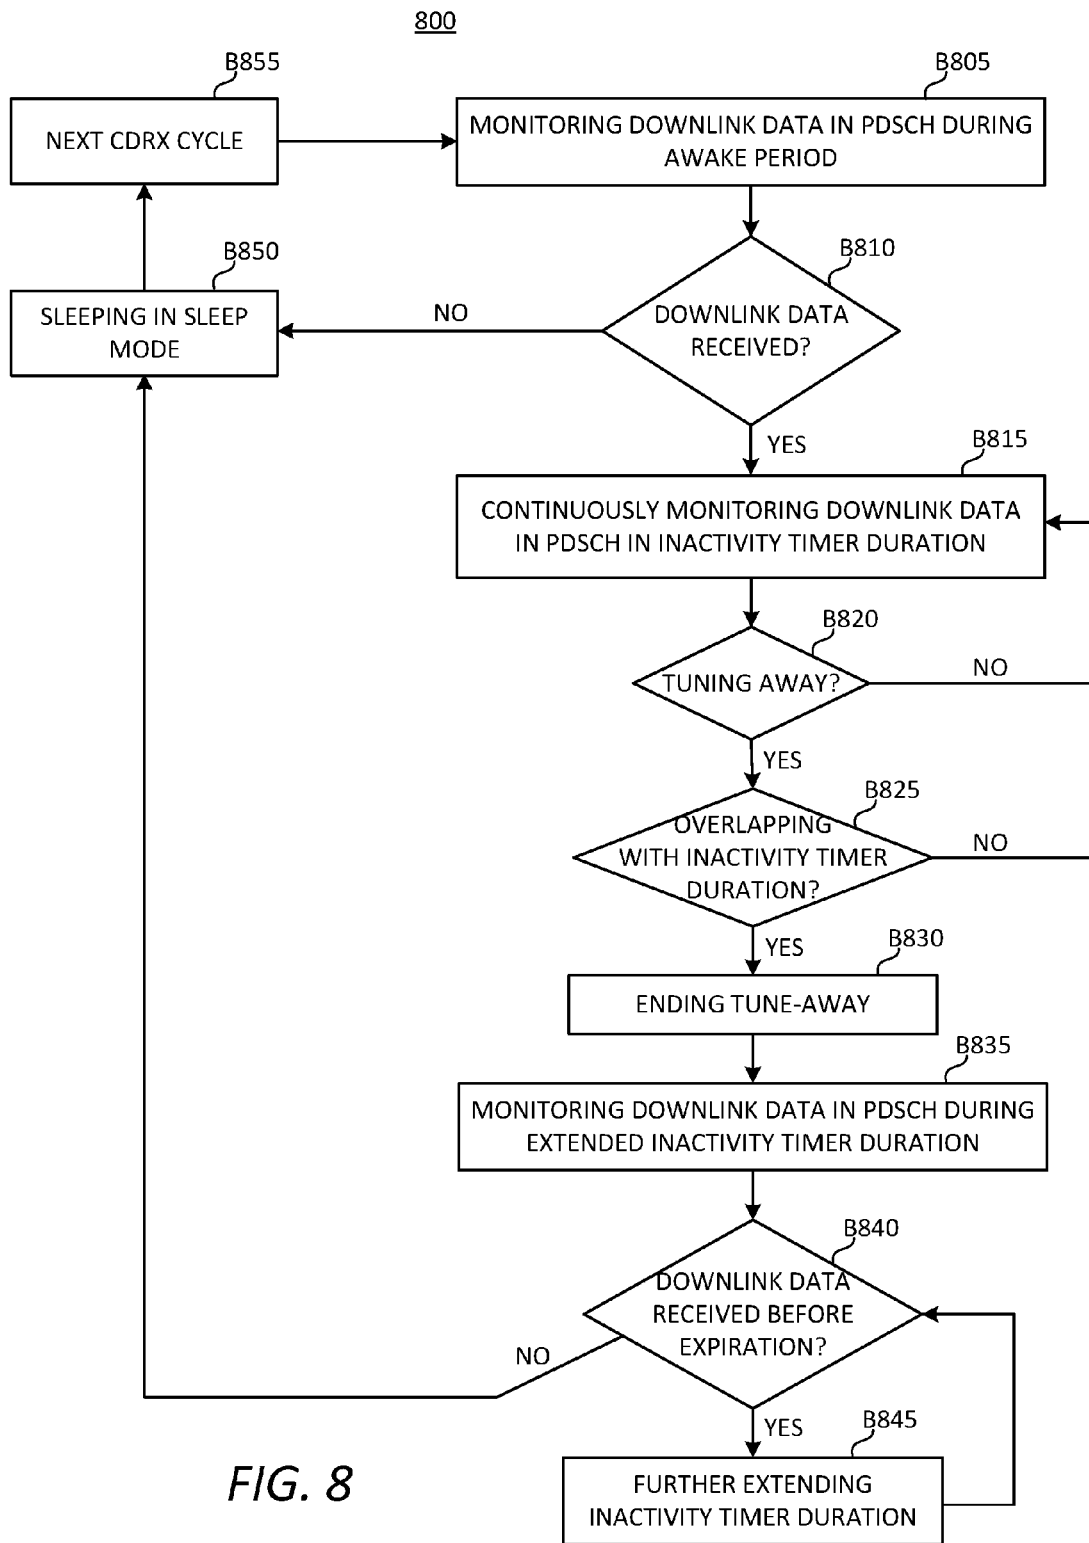 800
B855
B805
NEXT CDRX CYCLE
MONITORING DOWNLINK DATA IN PDSCH DURING
AWAKE PERIOD
B850
B810
SLEEPING IN SLEEP
MODE
NO
DOWNLINK DATA
RECEIVED?
YES
B815
CONTINUOUSLY MONITORING DOWNLINK DATA
IN PDSCH IN INACTIVITY TIMER DURATION
B820
TUNING AWAY?
NO
YES
B825
OVERLAPPING
WITH INACTIVITY TIMER
DURATION?
NO
YES
B830
ENDING TUNE-AWAY
B835
MONITORING DOWNLINK DATA IN PDSCH DURING
EXTENDED INACTIVITY TIMER DURATION
B840
DOWNLINK DATA
RECEIVED BEFORE
EXPIRATION?
NO
YES
B845
FURTHER EXTENDING
INACTIVITY TIMER DURATION
FIG. 8